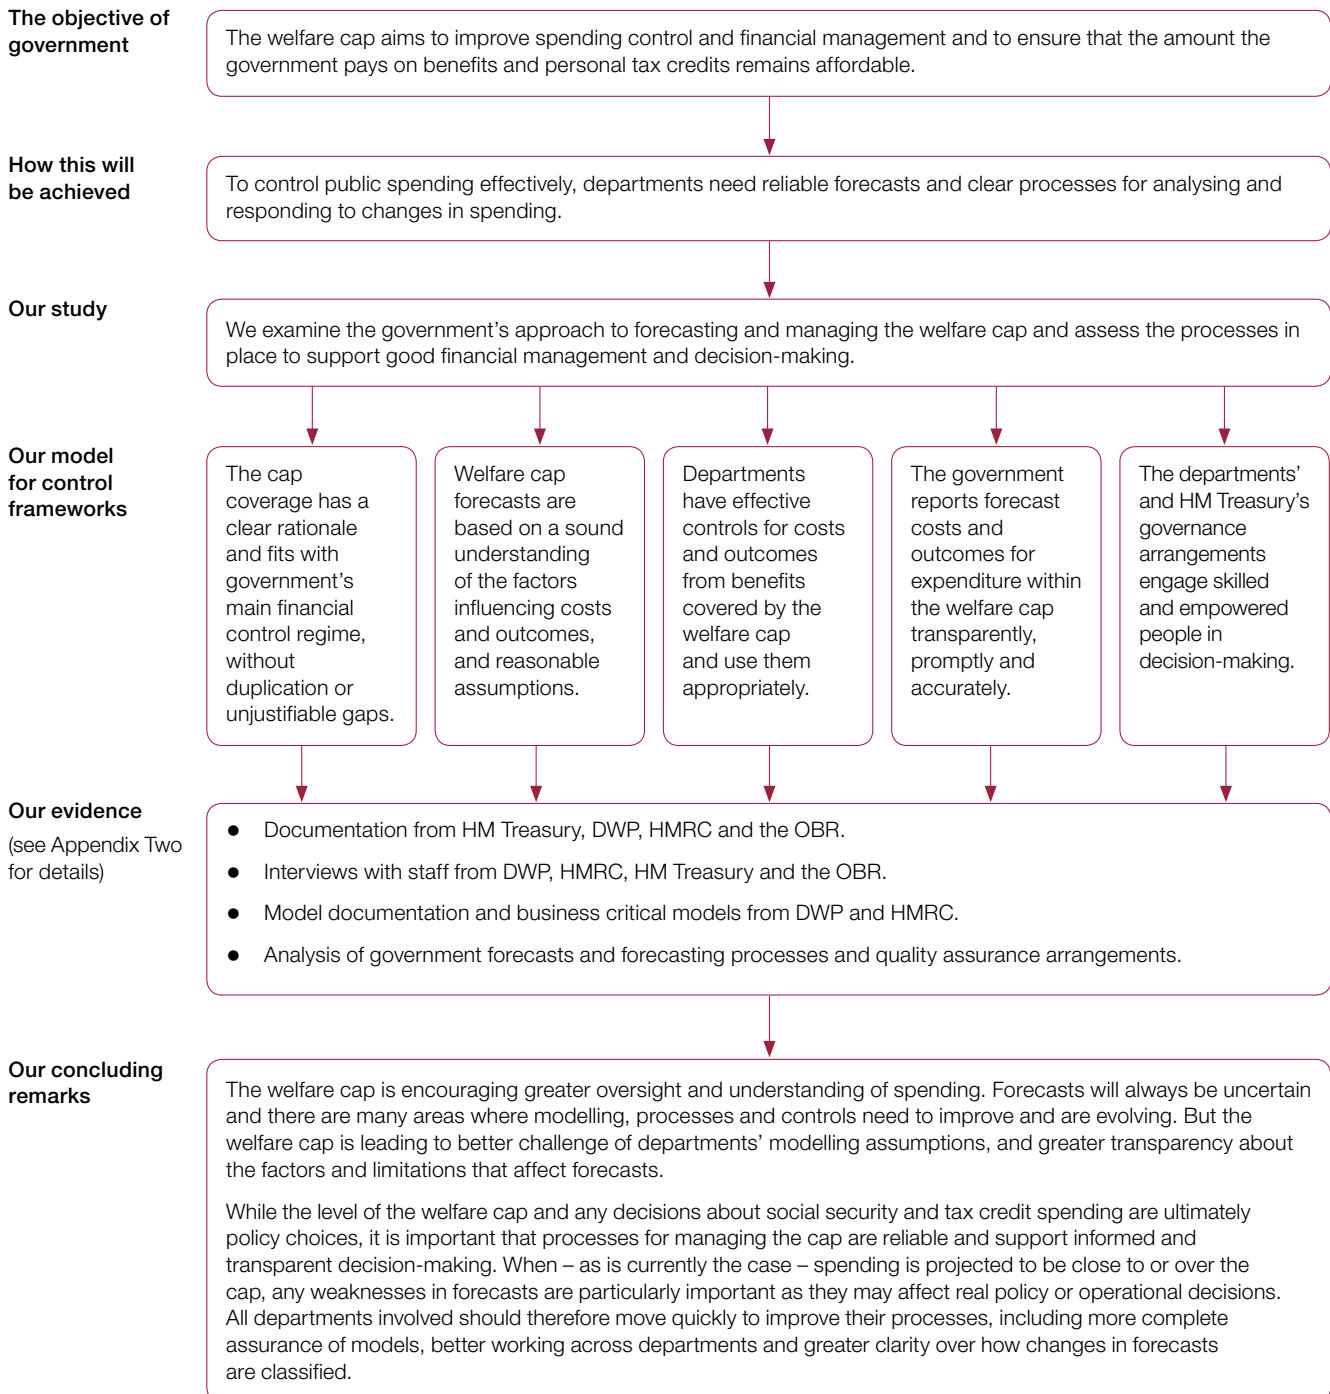 The objective of
government
The welfare cap aims to improve spending control and financial management and to ensure that the amount the
government pays on benefits and personal tax credits remains affordable.
How this will
be achieved
To control public spending effectively, departments need reliable forecasts and clear processes for analysing and
responding to changes in spending.
Our study
We examine the government’s approach to forecasting and managing the welfare cap and assess the processes in
place to support good financial management and decision-making.
Our model
for control
frameworks
The cap
coverage has a
clear rationale
and fits with
government’s
main financial
control regime,
without
duplication or
unjustifiable gaps.
Welfare cap
forecasts are
based on a sound
understanding
of the factors
influencing costs
and outcomes,
and reasonable
assumptions.
Departments
have effective
controls for costs
and outcomes
from benefits
covered by the
welfare cap
and use them
appropriately.
The government
reports forecast
costs and
outcomes for
expenditure within
the welfare cap
transparently,
promptly and
accurately.
The departments’
and HM Treasury’s
governance
arrangements
engage skilled
and empowered
people in
decision-making.
Our evidence
(see Appendix Two
for details)
● Documentation from HM Treasury, DWP, HMRC and the OBR.
● Interviews with staff from DWP, HMRC, HM Treasury and the OBR.
● Model documentation and business critical models from DWP and HMRC.
● Analysis of government forecasts and forecasting processes and quality assurance arrangements.
Our concluding
remarks
The welfare cap is encouraging greater oversight and understanding of spending. Forecasts will always be uncertain
and there are many areas where modelling, processes and controls need to improve and are evolving. But the
welfare cap is leading to better challenge of departments’ modelling assumptions, and greater transparency about
the factors and limitations that affect forecasts.
While the level of the welfare cap and any decisions about social security and tax credit spending are ultimately
policy choices, it is important that processes for managing the cap are reliable and support informed and
transparent decision-making. When – as is currently the case – spending is projected to be close to or over the
cap, any weaknesses in forecasts are particularly important as they may affect real policy or operational decisions.
All departments involved should therefore move quickly to improve their processes, including more complete
assurance of models, better working across departments and greater clarity over how changes in forecasts
are classified.